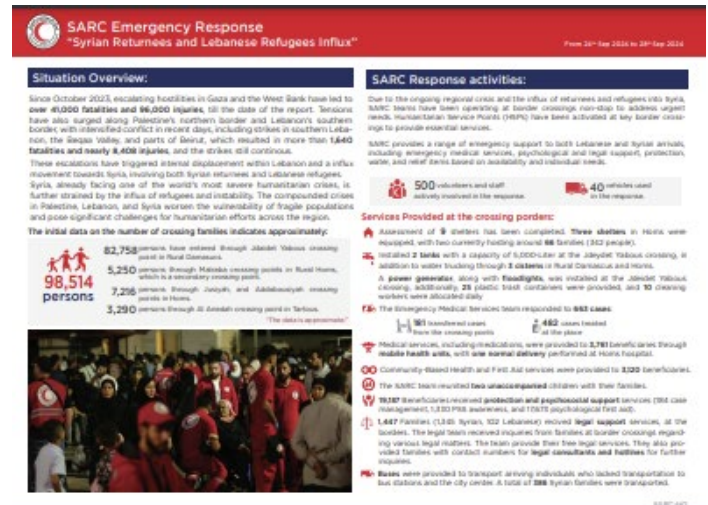 SARC Emergency Response
"Syrian Returnees and Lebanese Refugees Influx"
From 24th Sep 2024 to 28th Sep 2024
Situation Overview:
Since October 2023, escalating hostilities in Gaza and the West Bank have led to
over 41,000 fatalities and 96,000 injuries, till the date of the report. Tensions
have also surged along Palestine's northern border and Lebanon's southern
border, with intensified conflict in recent days, including strikes in southern Leba-
non, the Beqaa Valley, and parts of Beirut, which resulted in more than 1,640
fatalities and nearly 8,408 injuries, and the strikes still continous.
These escalations have triggered internal displacement within Lebanon and a influx
movement towards Syria, involving both Syrian returnees and Lebanese refugees.
Syria, already facing one of the world's most severe humanitarian crises, is
further strained by the influx of refugees and instability. The compounded crises
in Palestine, Lebanon, and Syria worsen the vulnerability of fragile populations
and pose significant challenges for humanitarian efforts across the region.
The initial data on the number of crossing families indicates approximately:
98,514
persons
82,758 persons have entered through Jdaidet Yabous crossing
point in Rural Damascus.
5,250 persons through Matraba crossing points in Rural Homs,
which is a secondary crossing point.
7,216 persons through Jusiyah, and Addabousiyah crossing
points in Homs.
3,290 persons through Al Areedah crossing point in Tartous.
"The data is approximate."
SARC Response activities:
Due to the ongoing regional crisis and the influx of returnees and refugees into Syria,
SARC teams have been operating at border crossings non-stop to address urgent
needs. Humanitarian Service Points (HSPs) have been activated at key border cross-
ings to provide essential services.
SARC provides a range of emergency support to both Lebanese and Syrian arrivals,
including emergency medical services, psychological and legal support, protection,
water, and relief items based on availability and individual needs.
500 volunteers and staff
actively involved in the response.
40 vehicles used
in the response.
Services Provided at the crossing porders:
Assessment of 9 shelters has been completed. Three shelters in Homs were
equipped, with two currently hosting around 66 families (342 people).
Installed 2 tanks with a capacity of 5,000-Liter at the Jdeydet Yabous crossing, in
addition to water trucking through 3 cisterns in Rural Damascus and Homs.
A power generator, along with floodlights, was installed at the Jdeydet Yabous
crossing, additionally, 25 plastic trash containers were provided, and 10 cleaning
workers were allocated daily
The Emergency Medical Services team responded to 663 cases:
181 transferred cases
from the crossing points
482 cases treated
at the place
Medical services, including medications, were provided to 3,761 beneficiaries through
mobile health units, with one normal delivery performed at Homs hospital.
Community-Based Health and First Aid services were provided to 3,120 beneficiaries.
The SARC team reunited two unaccompanied children with their families.
19,187 Beneficiaries received protection and psychosocial support services (184 case
management, 1,330 PSS awareness, and psychological first aid).
1,447 Families (1,345 Syrian, 102 Lebanese) recived legal support services, at the
borders. The legal team received inquiries from families at border crossings regard-
ing various legal matters. The team provide their free legal services. They also pro-
vided families with contact numbers for legal consultants and hotlines for further
inquiries.
Buses were provided to transport arriving individuals who lacked transportation to
bus stations and the city center. A total of 386 Syrian families were transported.